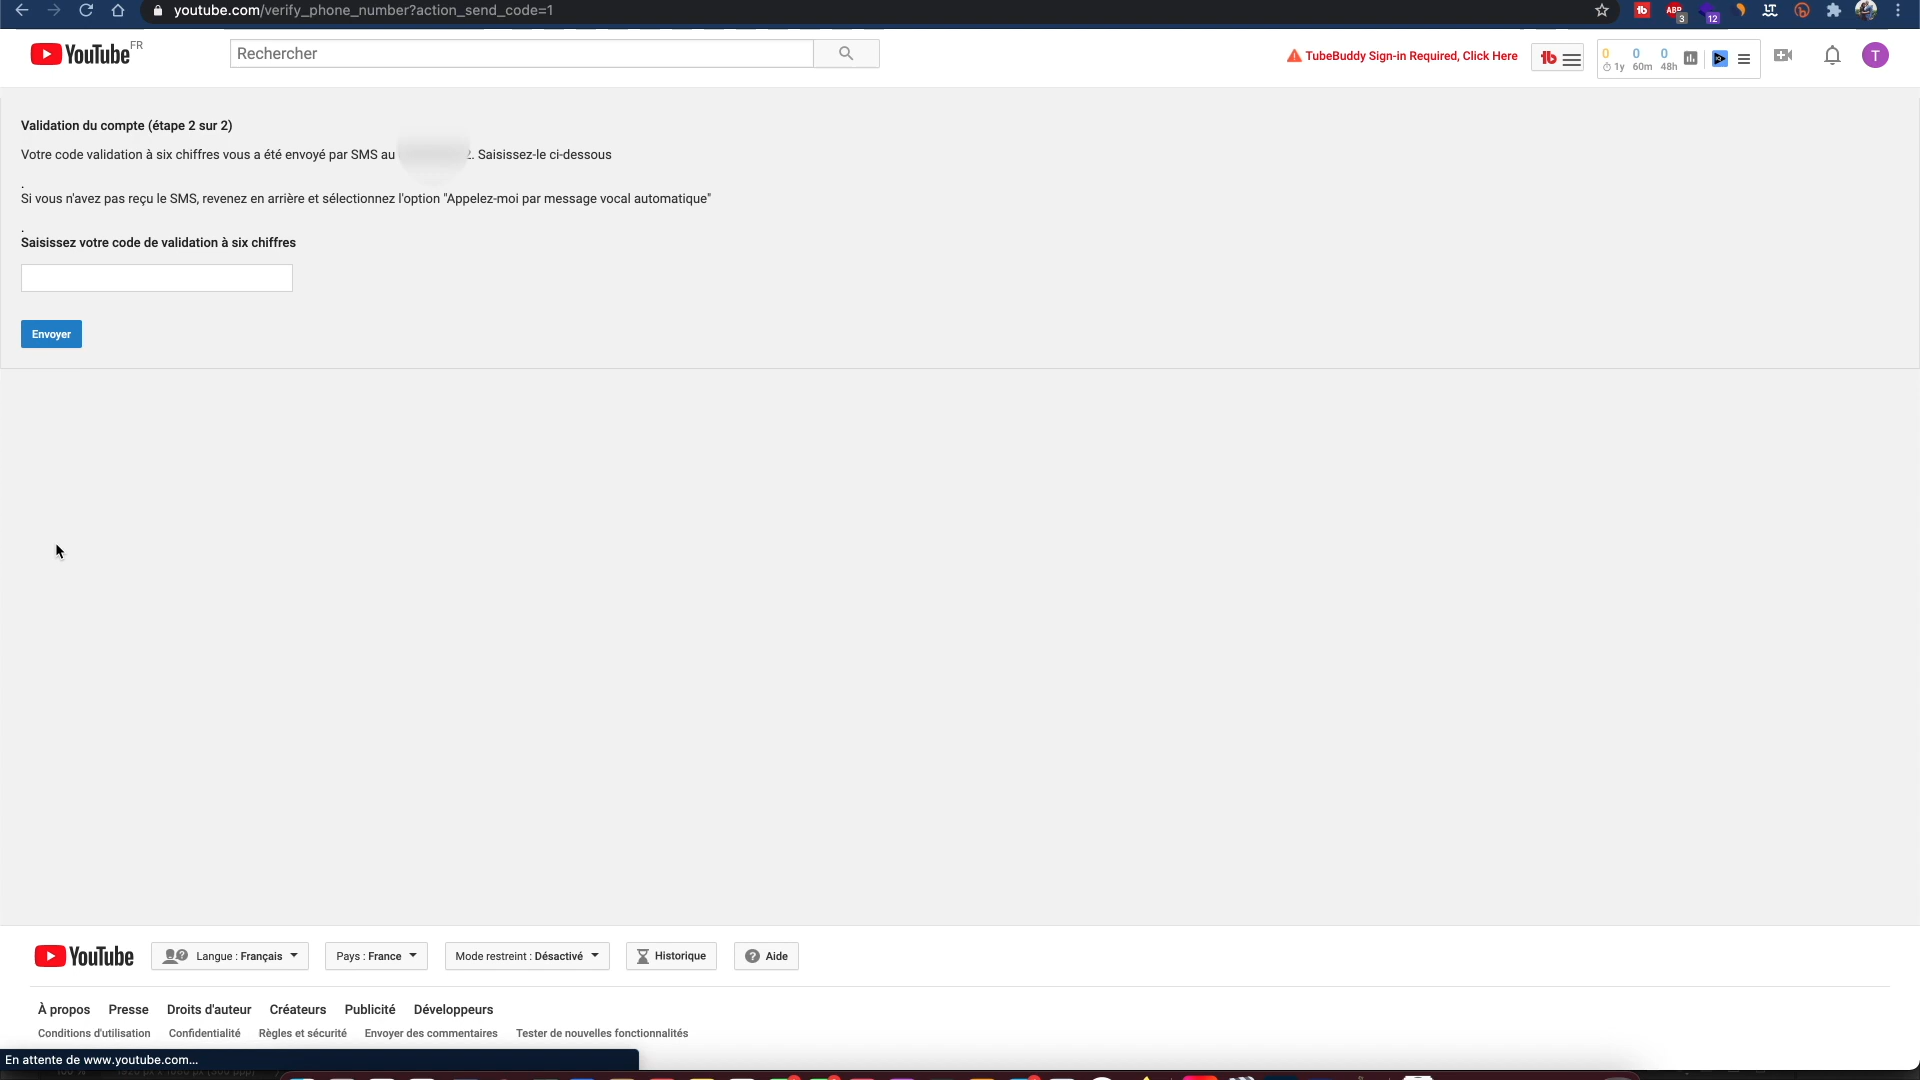 youtube.com/verify_phone_number?action_send_code=1
ABP
3
12
YouTube FR
Rechercher
TubeBuddy Sign-in Required, Click Here
tb
0 0 0
1y 60m 48h
T
Validation du compte (étape 2 sur 2)
Votre code validation à six chiffres vous a été envoyé par SMS au 2. Saisissez-le ci-dessous
.
Si vous n'avez pas reçu le SMS, revenez en arrière et sélectionnez l'option "Appelez-moi par message vocal automatique"
.
Saisissez votre code de validation à six chiffres
Envoyer
YouTube
Langue : Français
Pays : France
Mode restreint : Désactivé
Historique
Aide
À propos Presse Droits d'auteur Créateurs Publicité Développeurs
Conditions d'utilisation Confidentialité Règles et sécurité Envoyer des commentaires Tester de nouvelles fonctionnalités
En attente de www.youtube.com...